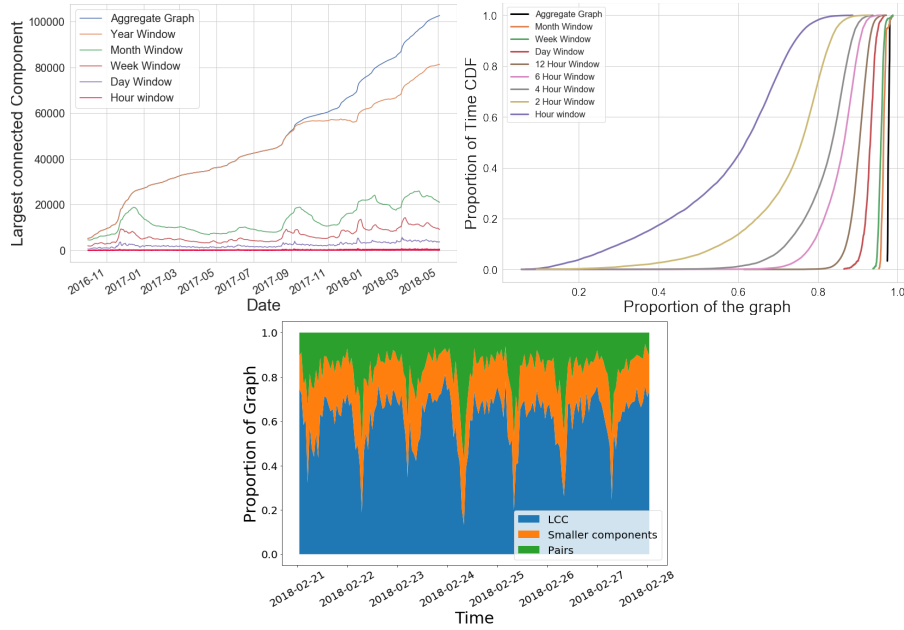 Largest connected Component
100000
80000
60000
40000
20000
0
Aggregate Graph
Year Window
Month Window
Week Window
Day Window
Hour window
2016-11
2017-01
2017-03
2017-05
2017-07
2017-09
2017-11
2018-01
2018-03
2018-05
Date
Proportion of Time CDF
1.0
0.8
0.6
0.4
0.2
0.0
Aggregate Graph
Month Window
Week Window
Day Window
12 Hour Window
6 Hour Window
4 Hour Window
2 Hour Window
Hour window
0.2
0.4
0.6
0.8
1.0
Proportion of the graph
Proportion of Graph
1.0
0.8
0.6
0.4
0.2
0.0
LCC
Smaller components
Pairs
2018-02-21
2018-02-22
2018-02-23
2018-02-24
2018-02-25
2018-02-26
2018-02-27
2018-02-28
Time